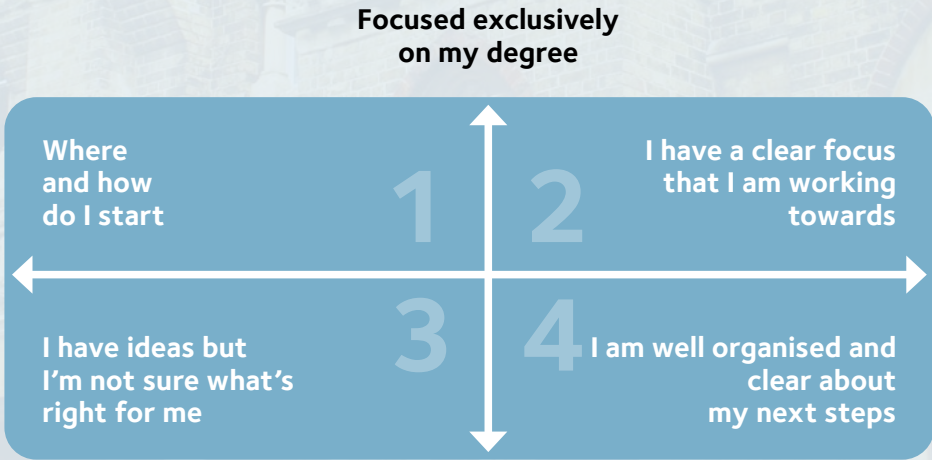 Focused exclusively
on my degree
Where
and how
do I start
1
2
I have a clear focus
that I am working
towards
I have ideas but
I'm not sure what's
right for me
3
4
I am well organised and
clear about
my next steps